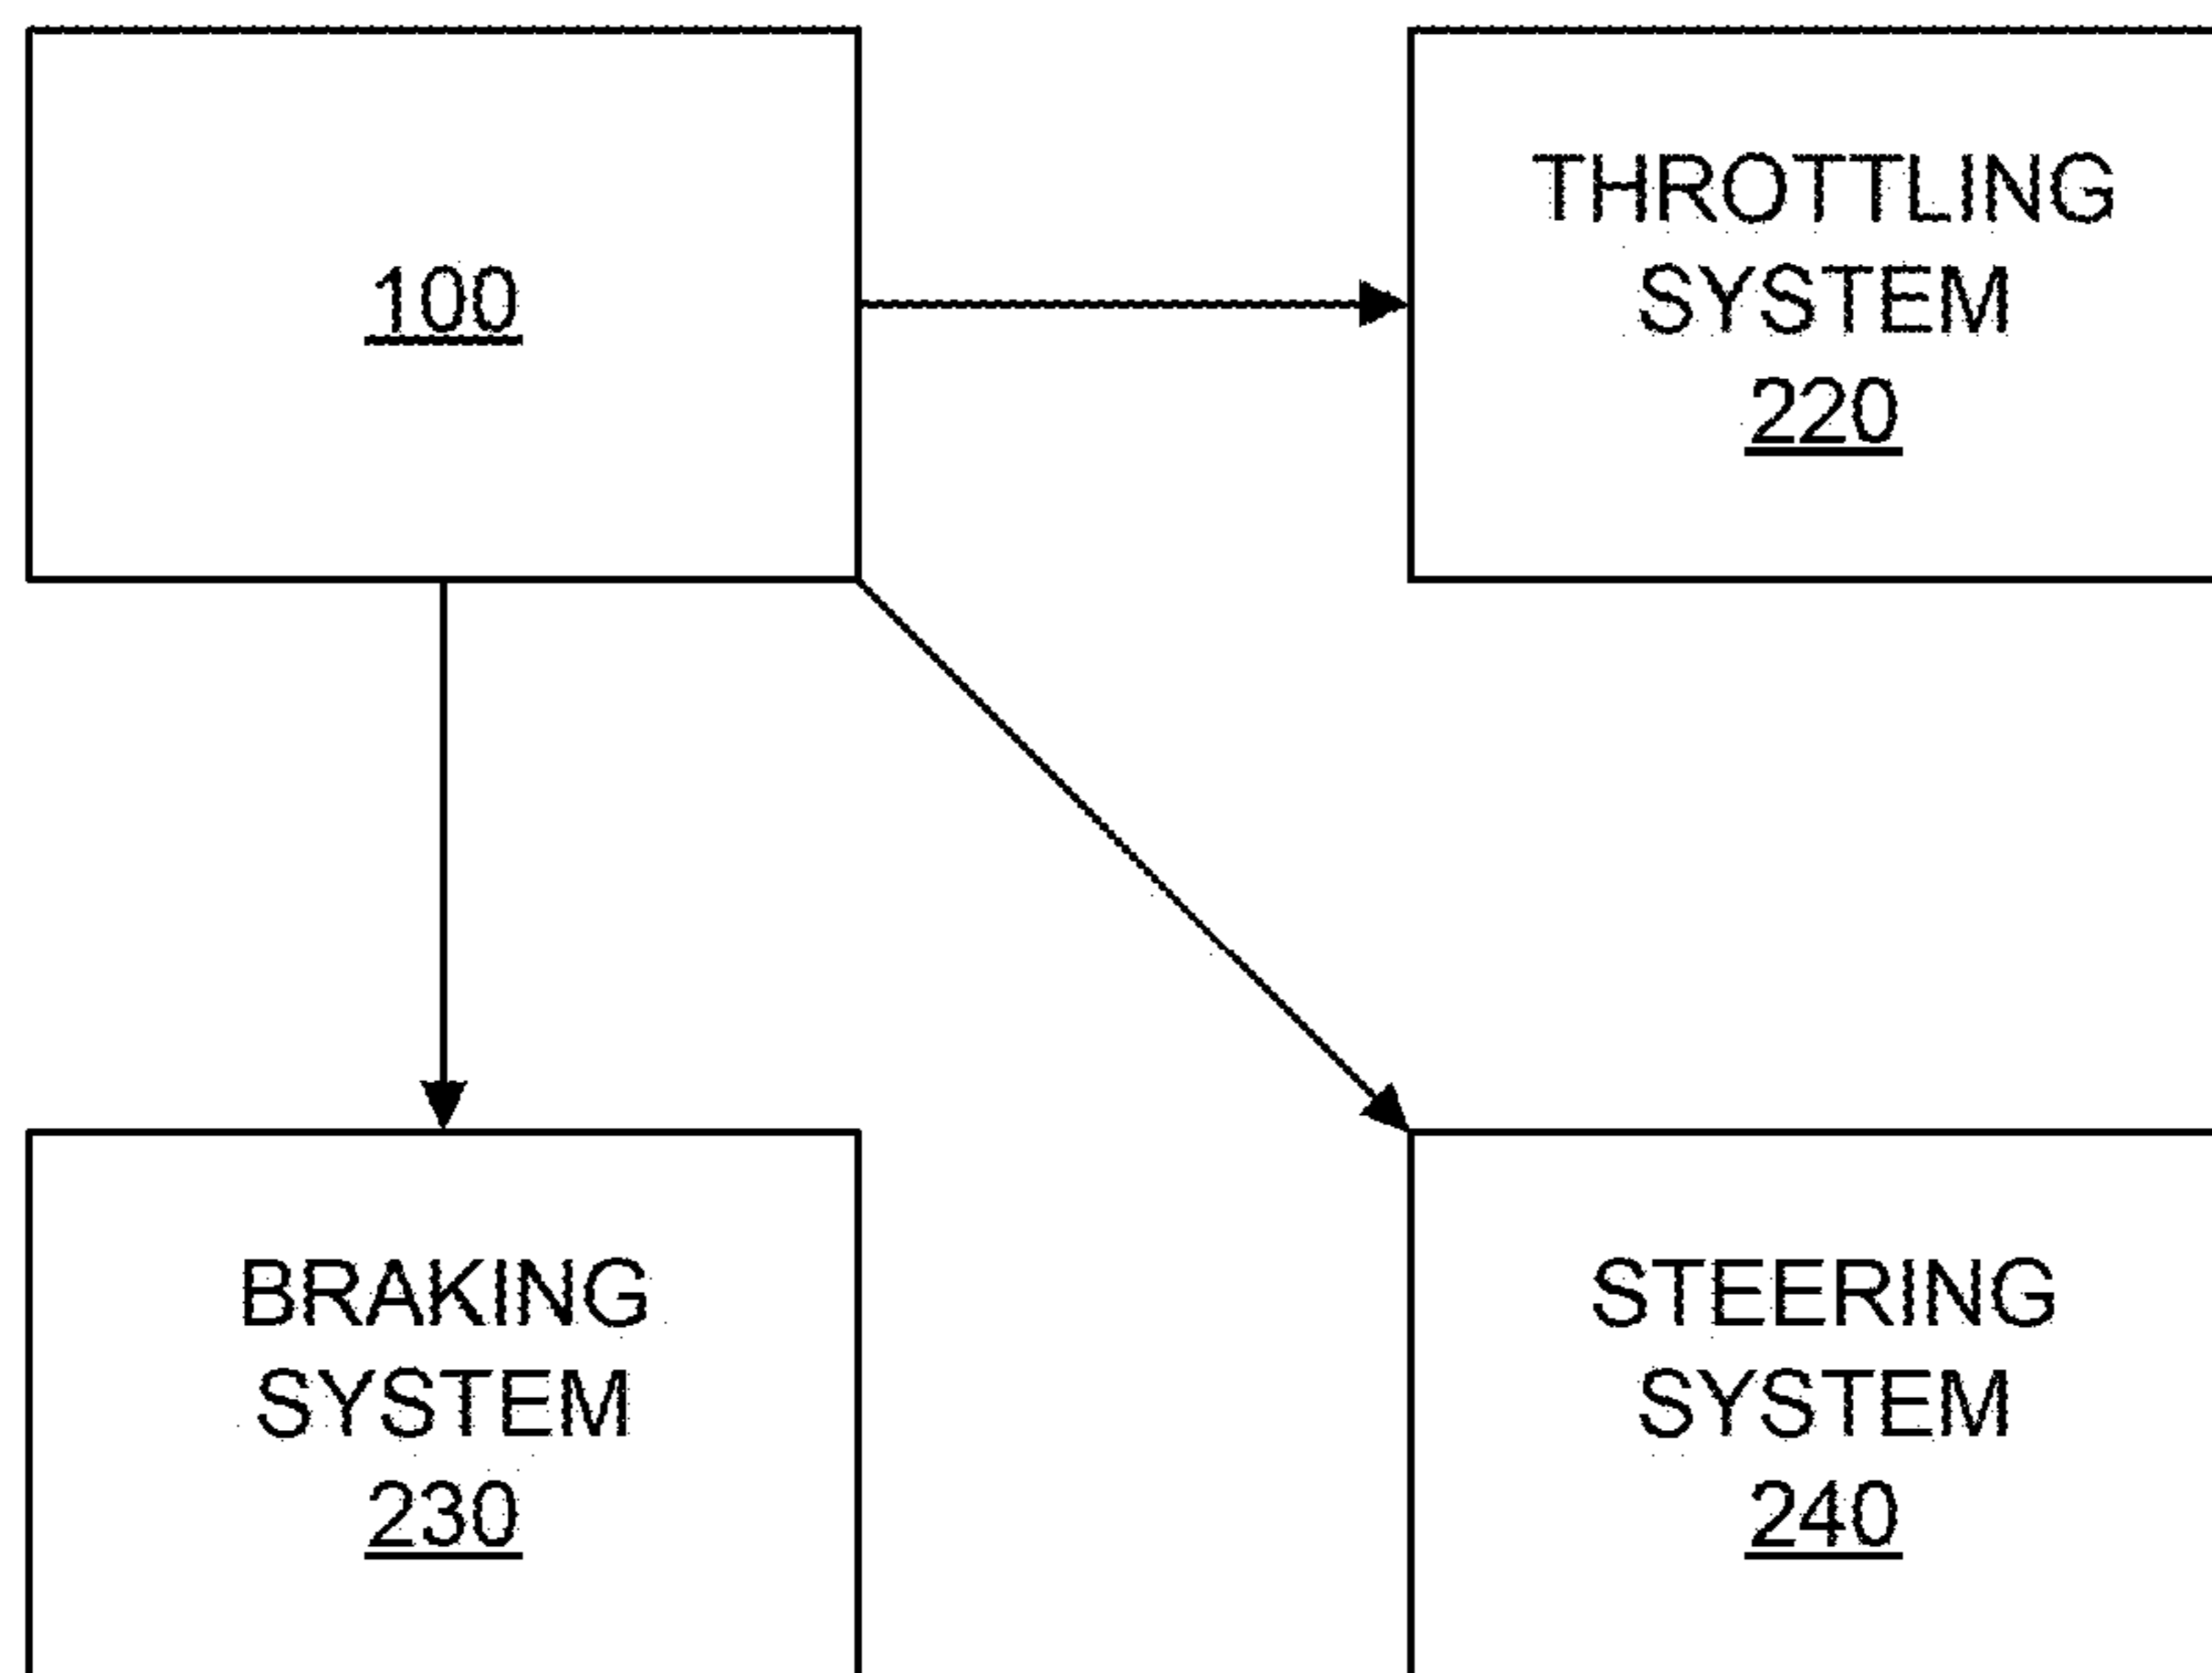 100
THROTTLING
SYSTEM
220
BRAKING
SYSTEM
230
STEERING
SYSTEM
240